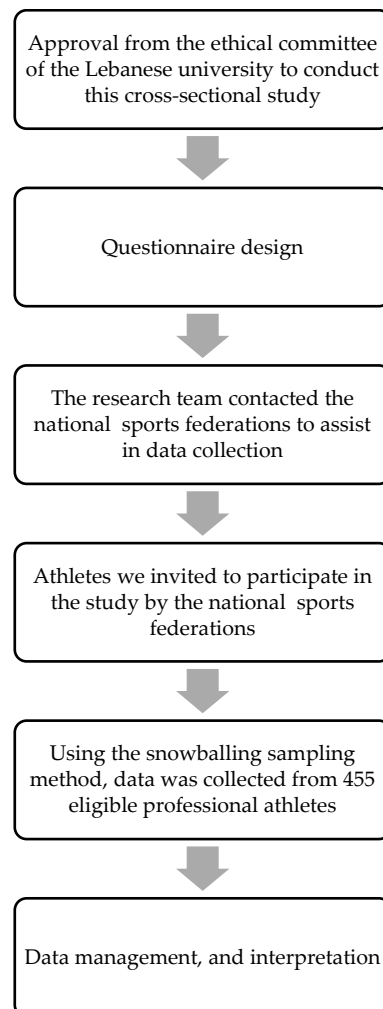 Approval from the ethical committee
of the Lebanese university to conduct
this cross-sectional study
Questionnaire design
The research team contacted the
national sports federations to assist
in data collection
Athletes we invited to participate in
the study by the national sports
federations
Using the snowballing sampling
method, data was collected from 455
eligible professional athletes
Data management, and interpretation